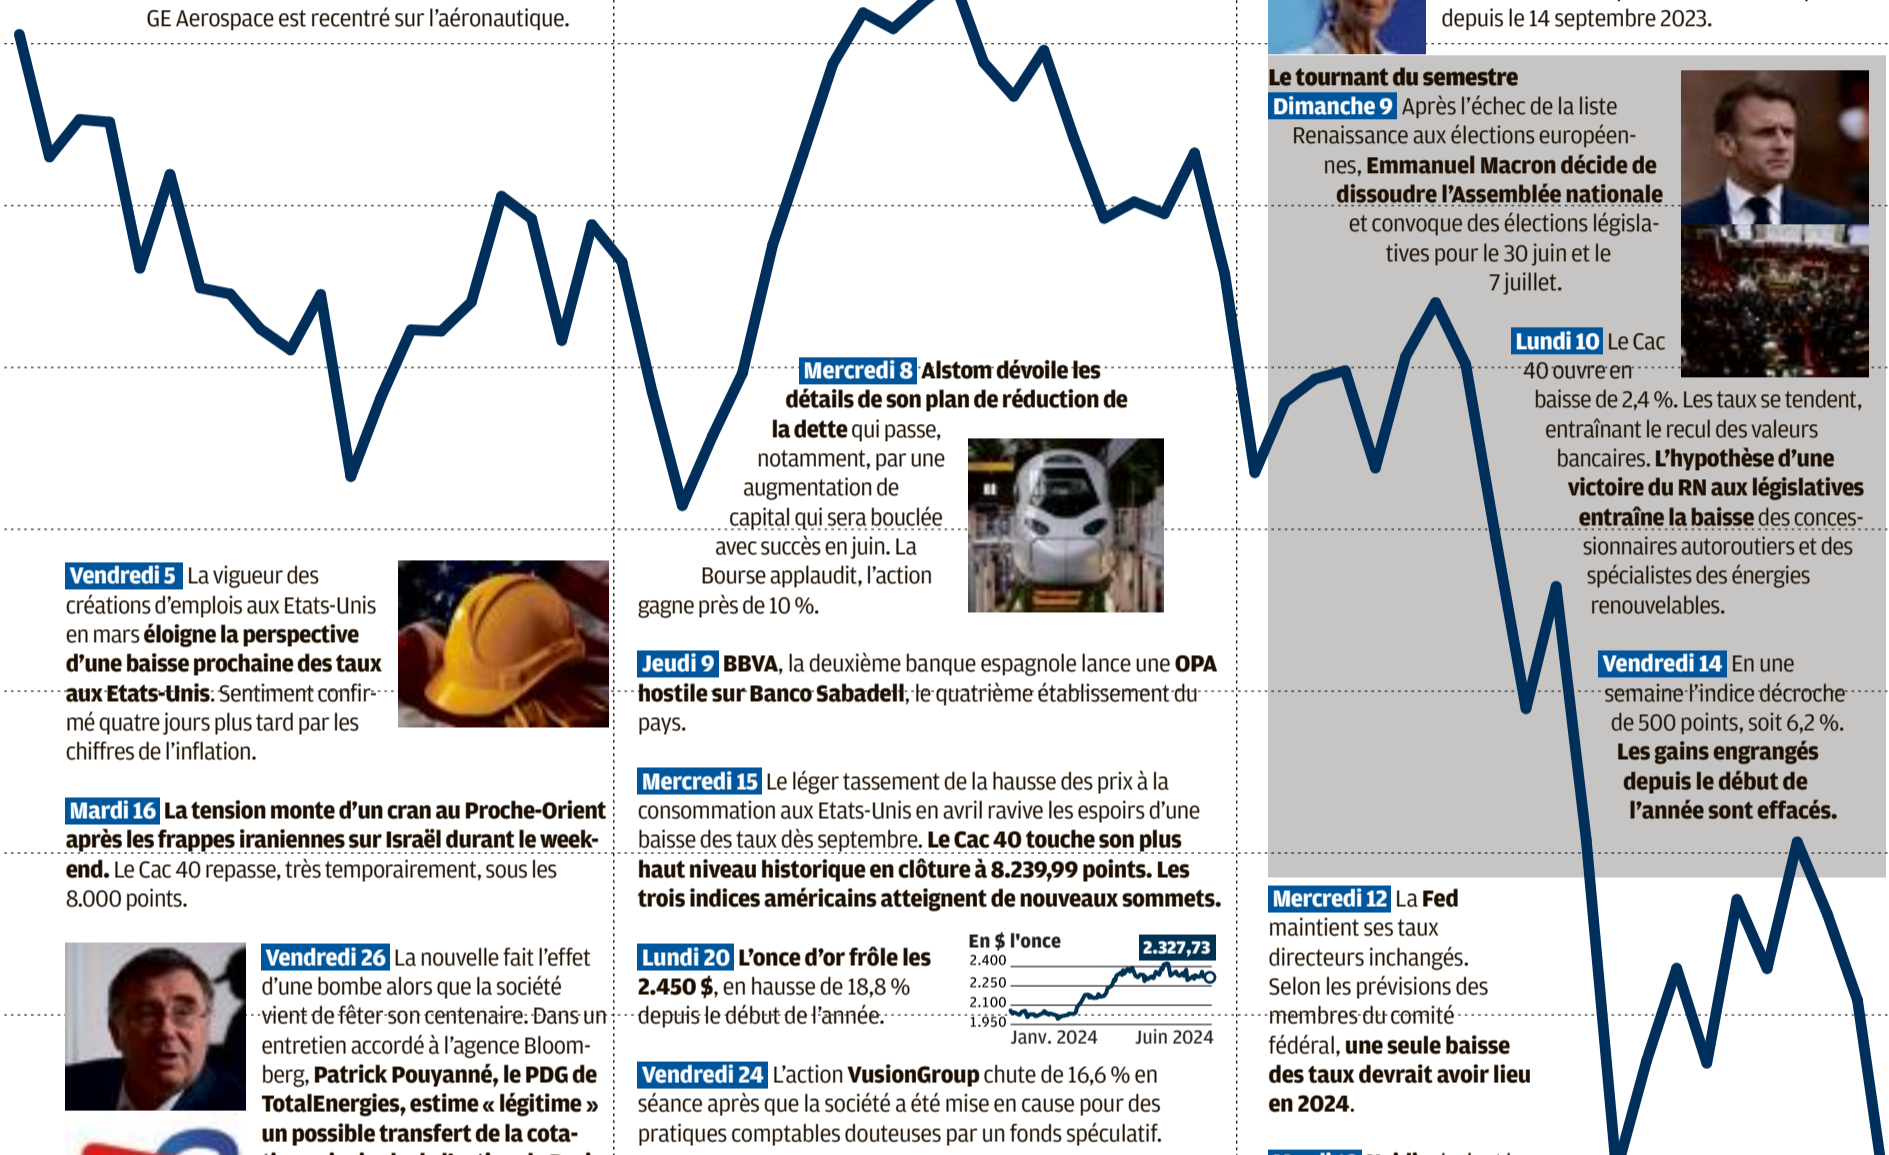 GE Aerospace est recentré sur l'aéronautique.
Vendredi 5 La vigueur des
créations d'emplois aux Etats-Unis
en mars éloigne la perspective
d'une baisse prochaine des taux
aux Etats-Unis. Sentiment confir-
mé quatre jours plus tard par les
chiffres de l'inflation.
Mardi 16 La tension monte d'un cran au Proche-Orient
après les frappes iraniennes sur Israël durant le week-
end. Le Cac 40 repasse, très temporairement, sous les
8.000 points.
Vendredi 26 La nouvelle fait l'effet
d'une bombe alors que la société
vient de fêter son centenaire. Dans un
entretien accordé à l'agence Bloom-
berg, Patrick Pouyanné, le PDG de
TotalEnergies, estime « légitime »
un possible transfert de la cota-
Mercredi 8 Alstom dévoile les
détails de son plan de réduction de
la dette qui passe,
notamment, par une
augmentation de
capital qui sera bouclée
avec succès en juin. La
Bourse applaudit, l'action
gagne près de 10 %.
Jeudi 9 BBVA, la deuxième banque espagnole lance une OPA
hostile sur Banco Sabadell, le quatrième établissement du
pays.
Mercredi 15 Le léger tassement de la hausse des prix à la
consommation aux Etats-Unis en avril ravive les espoirs d'une
baisse des taux dès septembre. Le Cac 40 touche son plus
haut niveau historique en clôture à 8.239,99 points. Les
trois indices américains atteignent de nouveaux sommets.
Lundi 20 L'once d'or frôle les
2.450 $, en hausse de 18,8 %
depuis le début de l'année.
En $ l'once
2.327,73
2.400
2.250
2.100
1.950
Janv. 2024 Juin 2024
Vendredi 24 L'action VusionGroup chute de 16,6 % en
séance après que la société a été mise en cause pour des
pratiques comptables douteuses par un fonds spéculatif.
depuis le 14 septembre 2023.
Le tournant du semestre
Dimanche 9 Après l'échec de la liste
Renaissance aux élections européen-
nes, Emmanuel Macron décide de
dissoudre l'Assemblée nationale
et convoque des élections législa-
tives pour le 30 juin et le
7 juillet.
Lundi 10 Le Cac
40 ouvre en
baisse de 2,4 %. Les taux se tendent,
entraînant le recul des valeurs
bancaires. L'hypothèse d'une
victoire du RN aux législatives
entraîne la baisse des conces-
sionnaires autoroutiers et des
spécialistes des énergies
renouvelables.
Vendredi 14 En une
semaine l'indice décroche
de 500 points, soit 6,2 %.
Les gains engrangés
depuis le début de
l'année sont effacés.
Mercredi 12 La Fed
maintient ses taux
directeurs inchangés.
Selon les prévisions des
membres du comité
fédéral, une seule baisse
des taux devrait avoir lieu
en 2024.